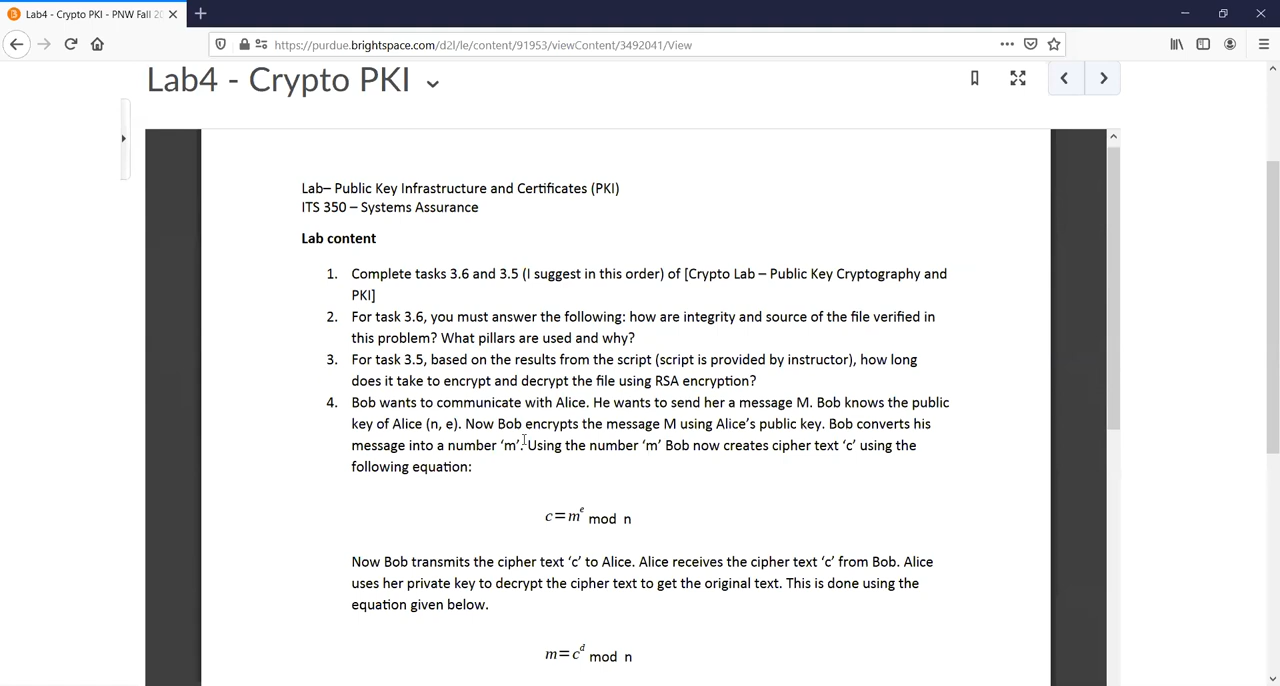 Lab4 - Crypto PKI - PNW Fall 20
https://purdue.brightspace.com/d2l/le/content/91953/viewContent/3492041/View
Lab4 - Crypto PKI
Lab– Public Key Infrastructure and Certificates (PKI)
ITS 350 – Systems Assurance
Lab content
1. Complete tasks 3.6 and 3.5 (I suggest in this order) of [Crypto Lab – Public Key Cryptography and
PKI]
2. For task 3.6, you must answer the following: how are integrity and source of the file verified in
this problem? What pillars are used and why?
3. For task 3.5, based on the results from the script (script is provided by instructor), how long
does it take to encrypt and decrypt the file using RSA encryption?
4. Bob wants to communicate with Alice. He wants to send her a message M. Bob knows the public
key of Alice (n, e). Now Bob encrypts the message M using Alice’s public key. Bob converts his
message into a number ‘m’. Using the number ‘m’ Bob now creates cipher text ‘c’ using the
following equation:
c=m^e mod n
Now Bob transmits the cipher text ‘c’ to Alice. Alice receives the cipher text ‘c’ from Bob. Alice
uses her private key to decrypt the cipher text to get the original text. This is done using the
equation given below.
m=c^d mod n